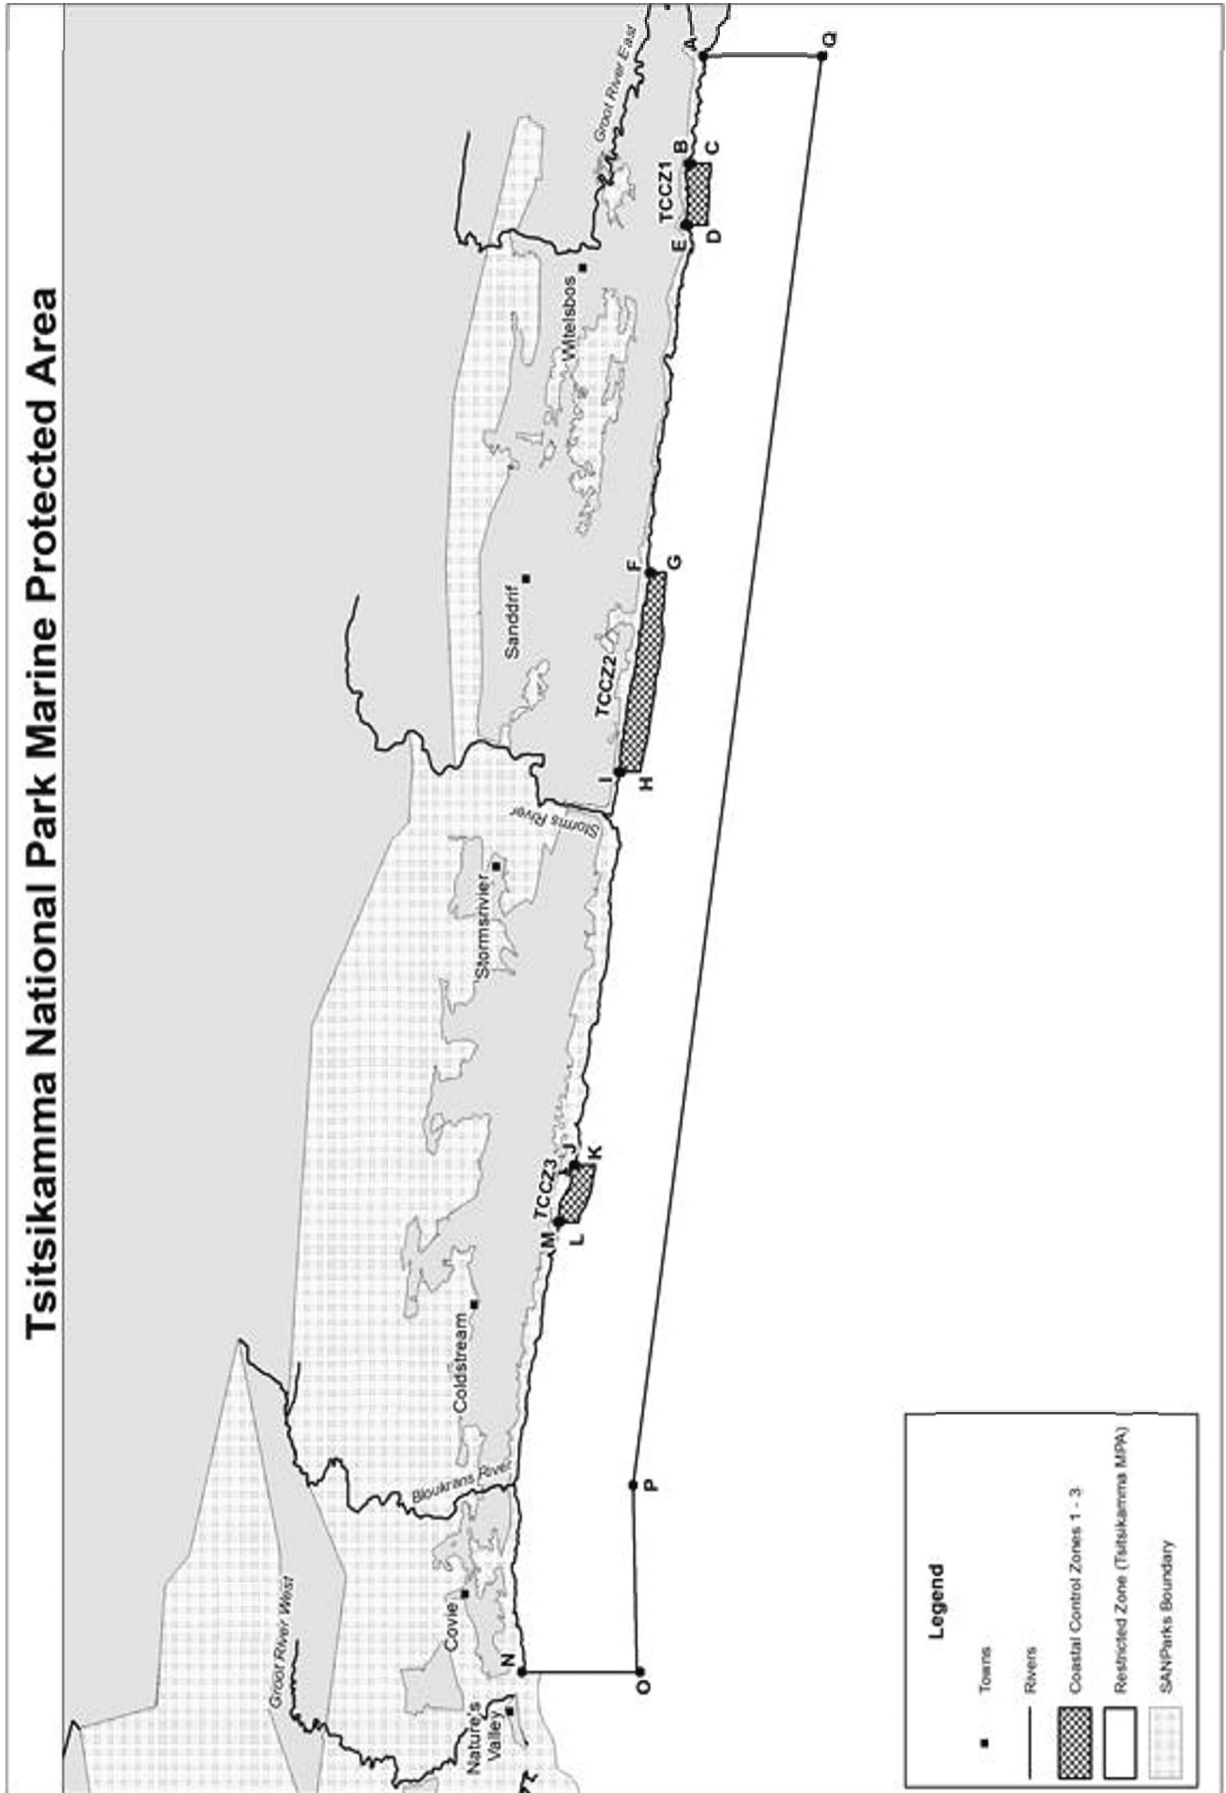 Tsitsikamma National Park Marine Protected Area
Groot River West
Nature's
Valley
Covie
Bloukrans River
Coldstream
Stormsrivier
Storms River
Sanddrif
Witelsbos
Groot River East
N
O
P
M
L
TCCZ3
J
K
I
H
TCCZ2
F
G
E
D
TCCZ1
B
C
A
Q
Legend
Towns
Rivers
Coastal Control Zones 1 - 3
Restricted Zone (Tsitsikamma MPA)
SANParks Boundary